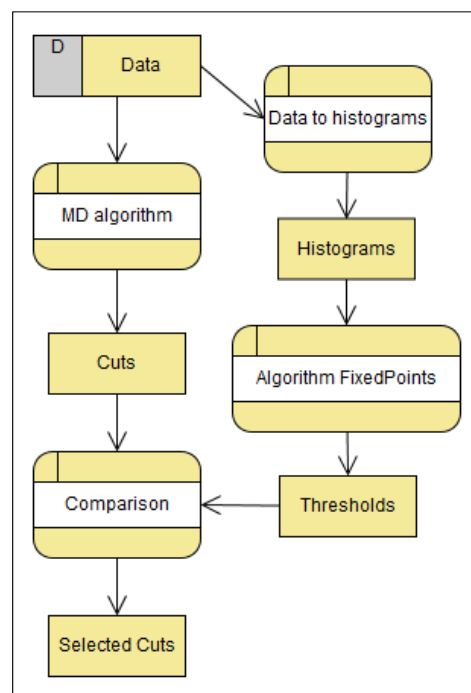 D
Data
Data to histograms
MD algorithm
Histograms
Cuts
Algorithm FixedPoints
Comparison
Thresholds
Selected Cuts